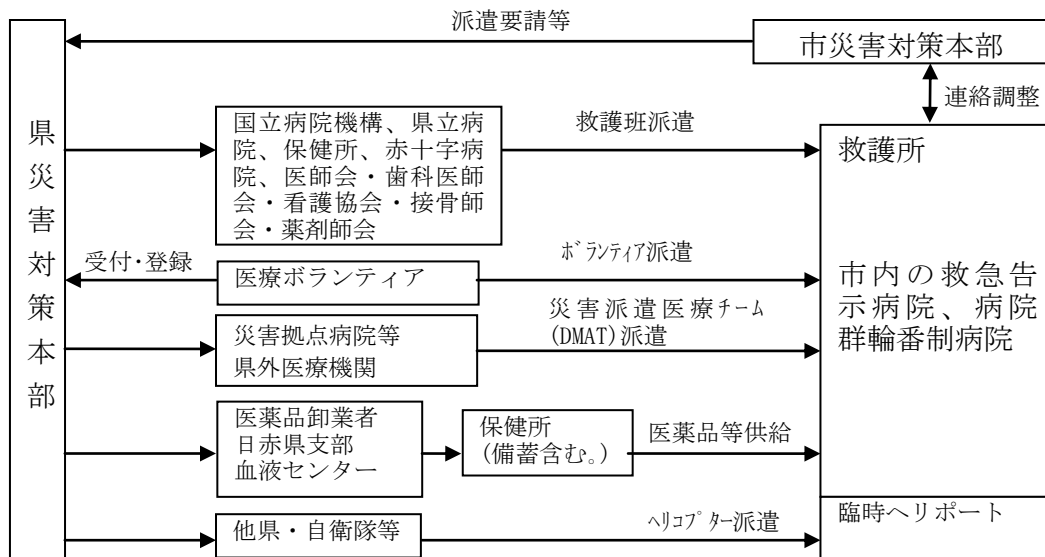 派遣要請等
市災害対策本部
連絡調整
県災害対策本部
国立病院機構、県立病
院、保健所、赤十字病
院、医師会・歯科医師
会・看護協会・接骨師
会・薬剤師会
救護班派遣
救護所
受付・登録
医療ボランティア
ﾎﾞﾗﾝﾃｨｱ派遣
市内の救急告
示病院、病院
群輪番制病院
災害拠点病院等
県外医療機関
災害派遣医療ﾁｰﾑ
(DMAT)派遣
医薬品卸業者
日赤県支部
血液センター
保健所
(備蓄含む。)
医薬品等供給
他県・自衛隊等
ﾍﾘｺﾌﾟﾀｰ派遣
臨時ヘリポート